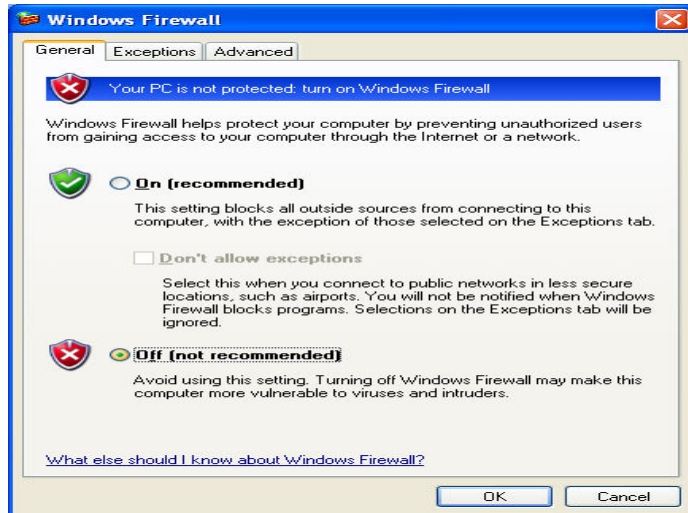 Windows Firewall
General Exceptions Advanced
Your PC is not protected: turn on Windows Firewall
Windows Firewall helps protect your computer by preventing unauthorized users
from gaining access to your computer through the Internet or a network.
On (recommended)
This setting blocks all outside sources from connecting to this
computer, with the exception of those selected on the Exceptions tab.
Don't allow exceptions
Select this when you connect to public networks in less secure
locations, such as airports. You will not be notified when Windows
Firewall blocks programs. Selections on the Exceptions tab will be
ignored.
Off (not recommended)
Avoid using this setting. Turning off Windows Firewall may make this
computer more vulnerable to viruses and intruders.
What else should I know about Windows Firewall?
OK Cancel